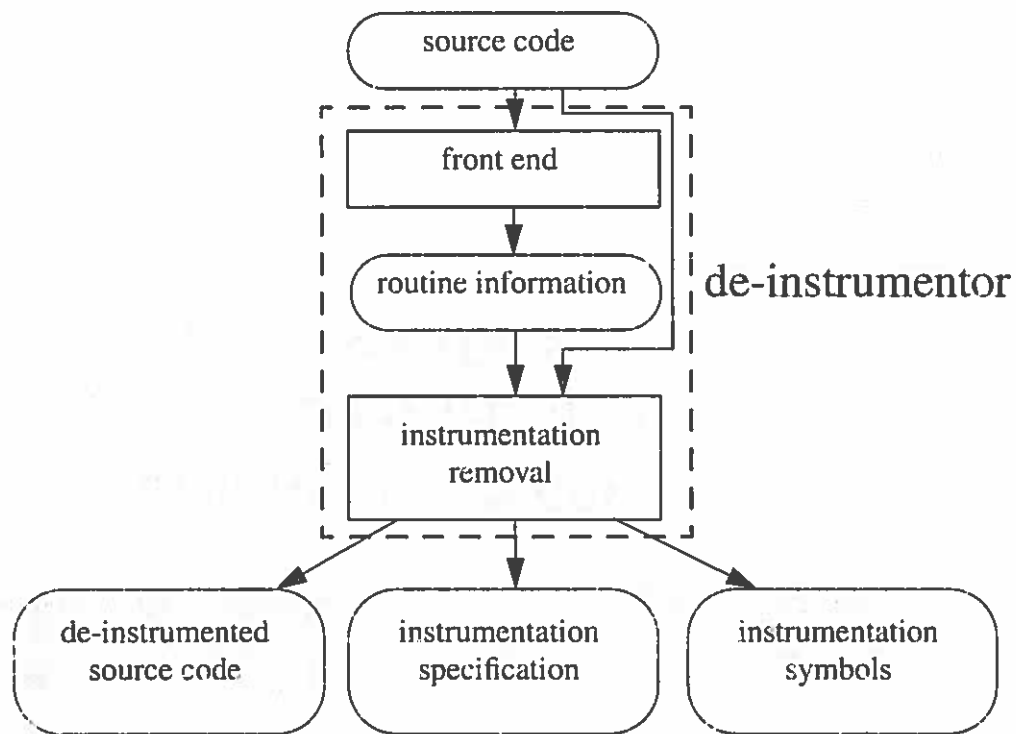 source code
front end
routine information
de-instrumentor
instrumentation
removal
de-instrumented
source code
instrumentation
specification
instrumentation
symbols